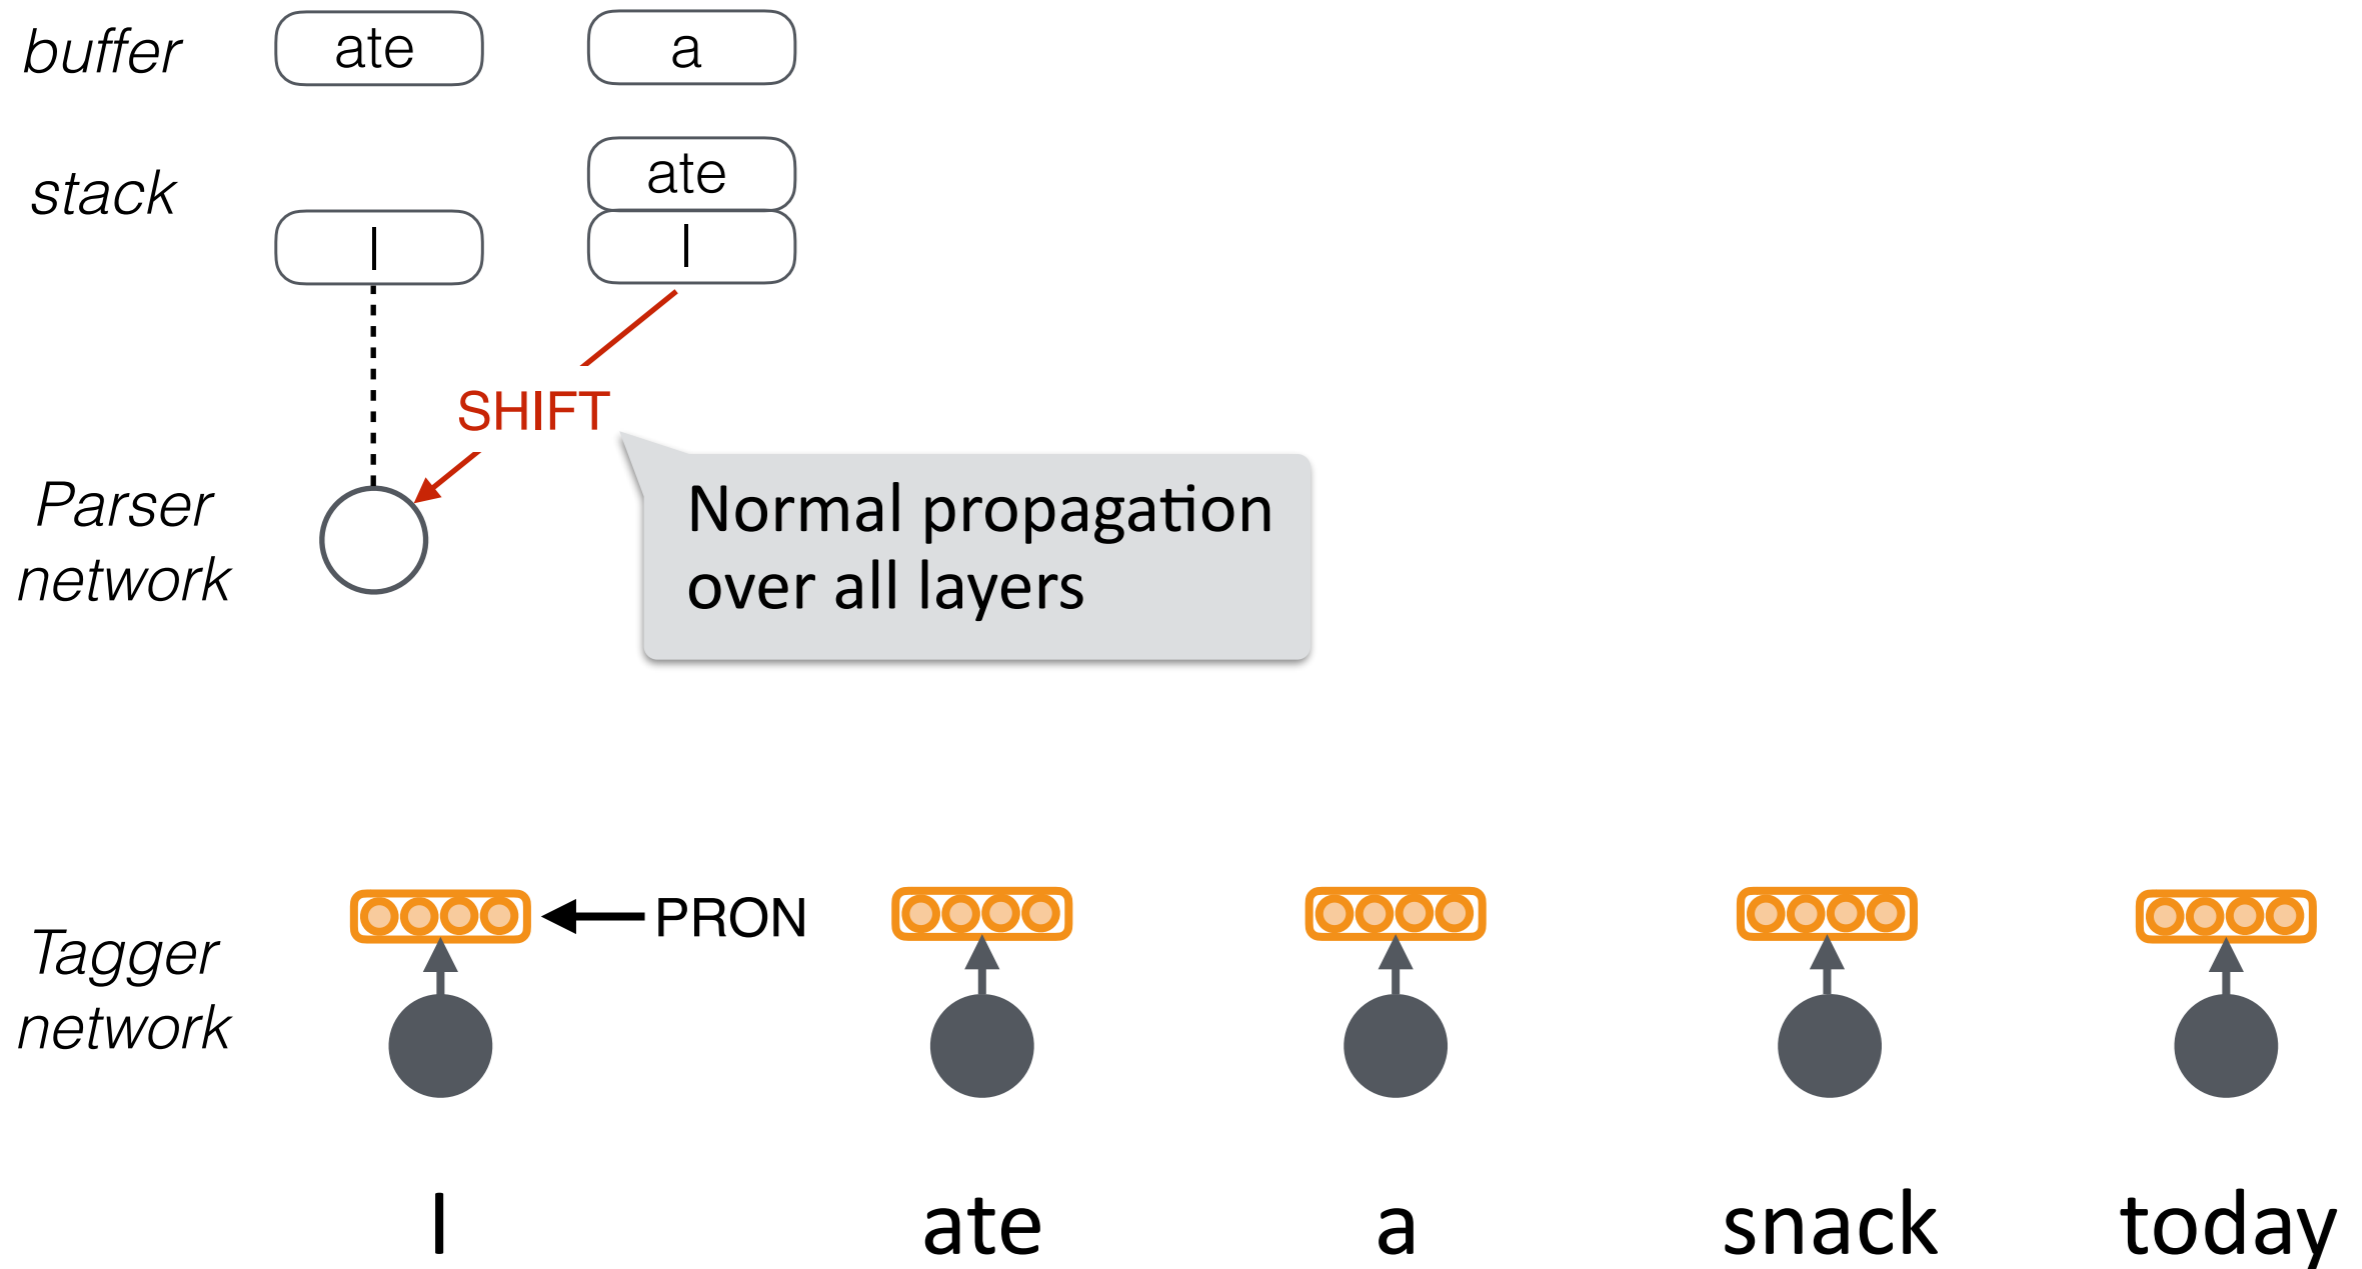 buffer ate a
stack ate
I I
SHIFT
Parser
network
Normal propagation
over all layers
PRON
Tagger
network
I ate a snack today